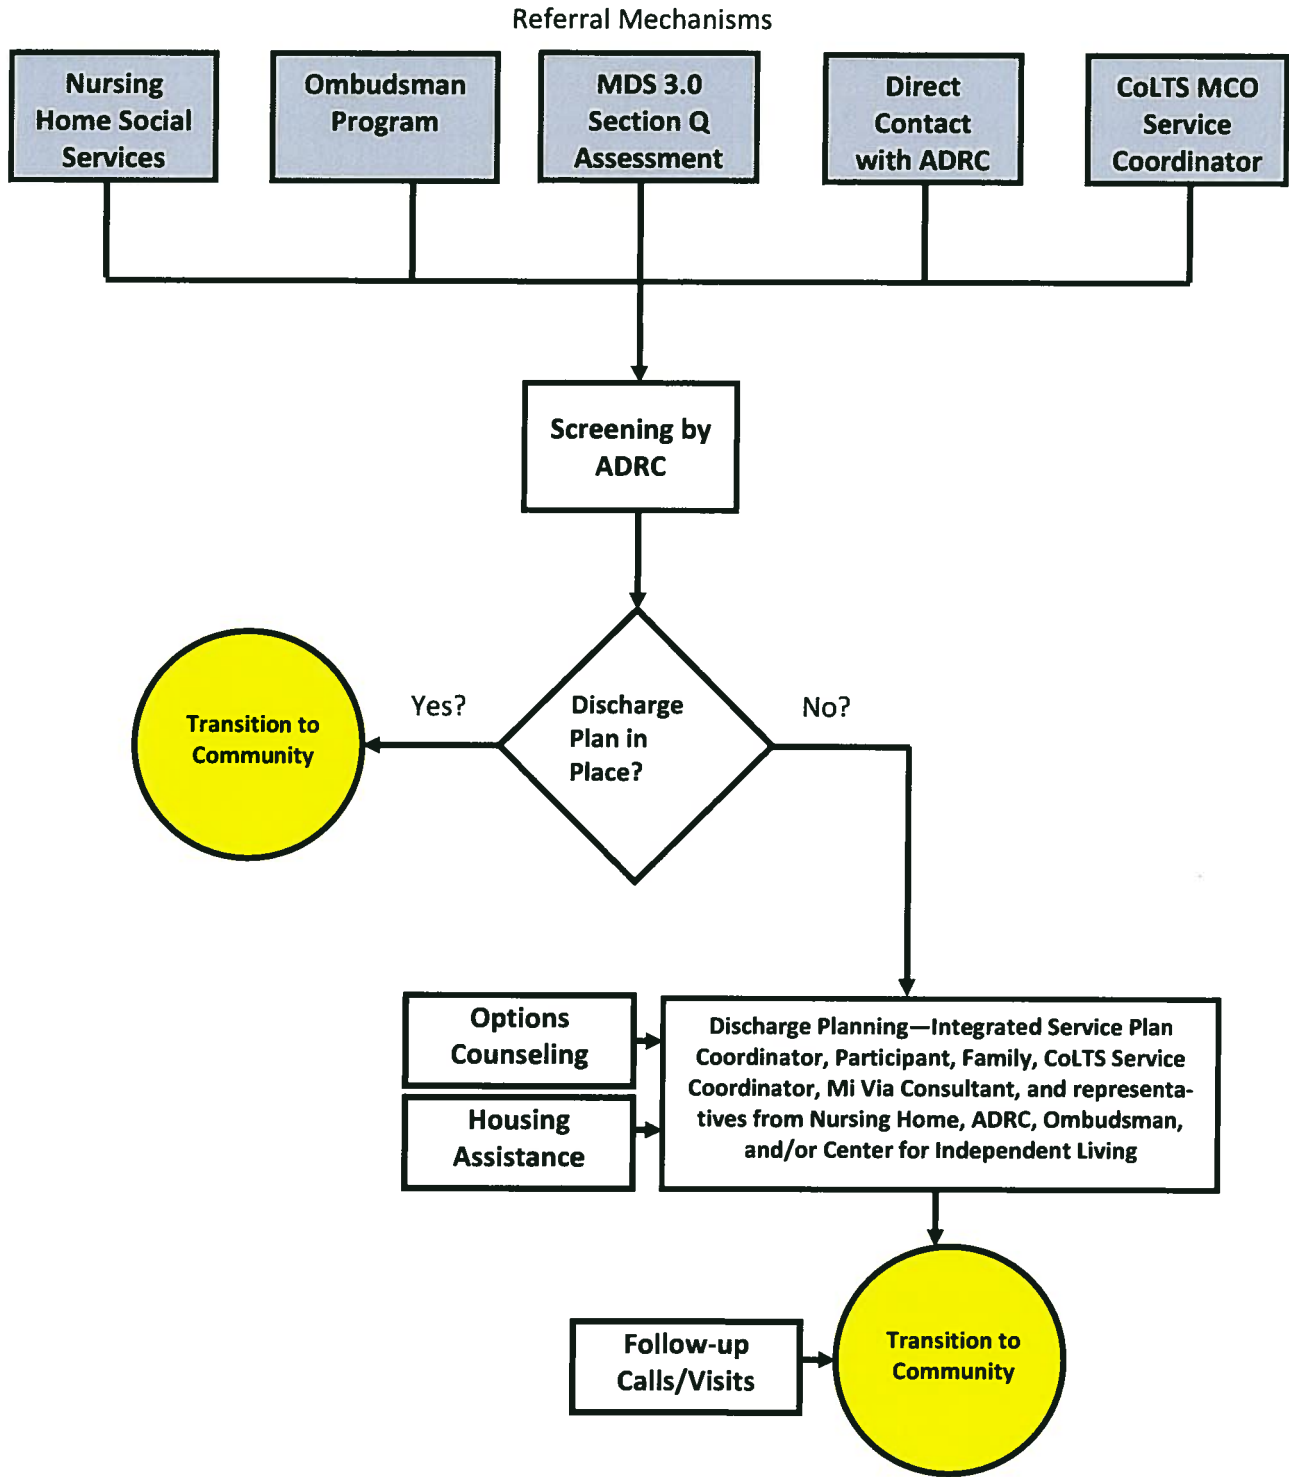 Referral Mechanisms
Nursing
Home Social
Services
Ombudsman
Program
MDS 3.0
Section Q
Assessment
Direct
Contact
with ADRC
CoLTS MCO
Service
Coordinator
Screening by
ADRC
Yes?
Discharge
Plan in
Place?
No?
Transition to
Community
Options
Counseling
Housing
Assistance
Discharge Planning—Integrated Service Plan
Coordinator, Participant, Family, CoLTS Service
Coordinator, Mi Via Consultant, and representa-
tives from Nursing Home, ADRC, Ombudsman,
and/or Center for Independent Living
Follow-up
Calls/Visits
Transition to
Community